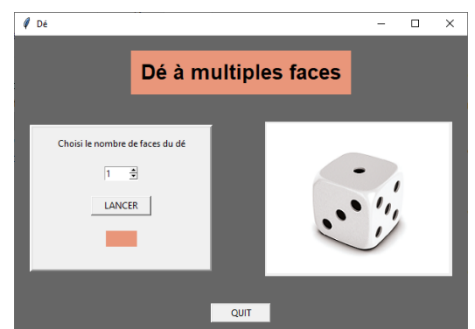 Dé
Dé à multiples faces
Choisi le nombre de faces du dé
1
LANCER
QUIT